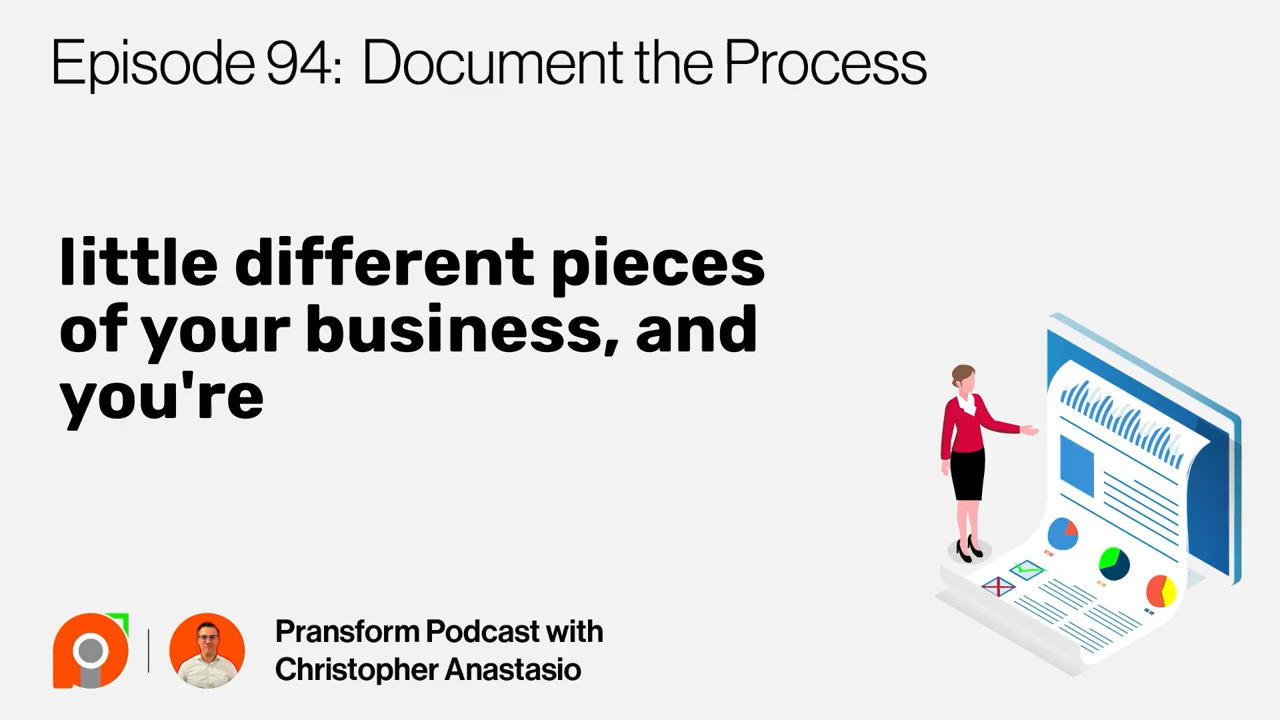 Episode 94: Document the Process
little different pieces
of your business, and
you're
Pransform Podcast with
Christopher Anastasio